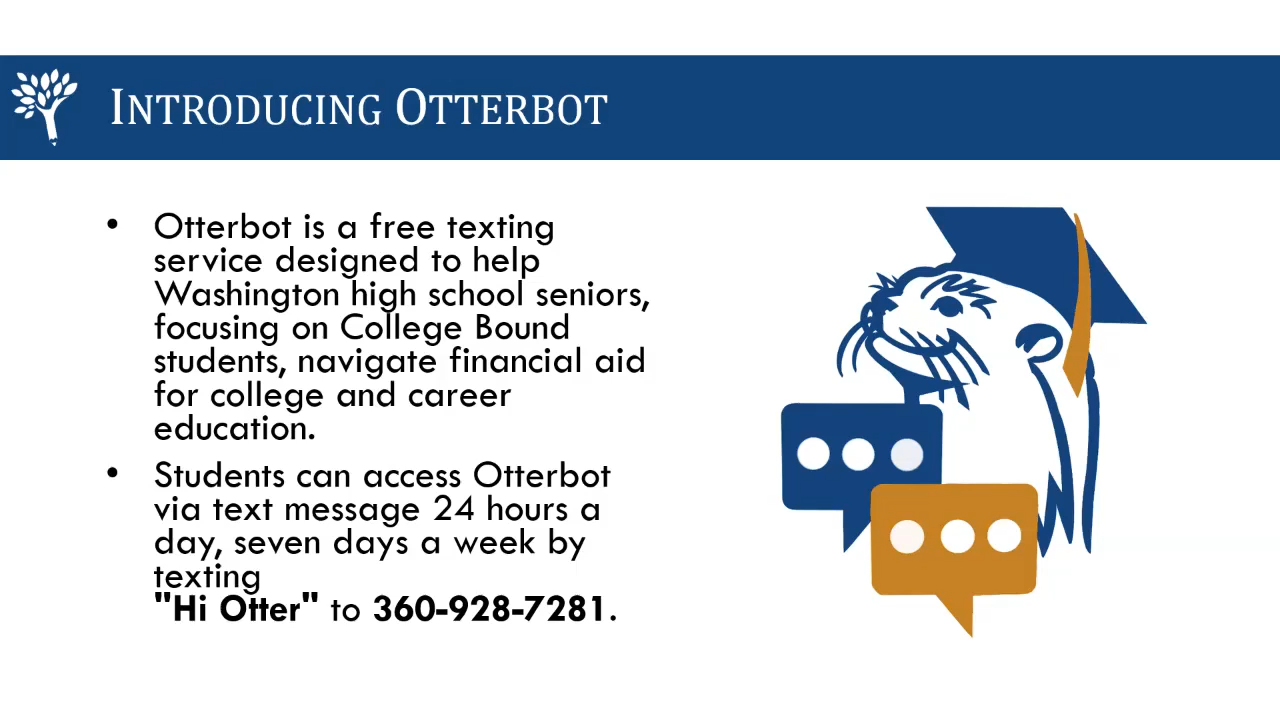 INTRODUCING OTTERBOT
• Otterbot is a free texting
service designed to help
Washington high school seniors,
focusing on College Bound
students, navigate financial aid
for college and career
education.
• Students can access Otterbot
via text message 24 hours a
day, seven days a week by
texting
"Hi Otter" to 360-928-7281.